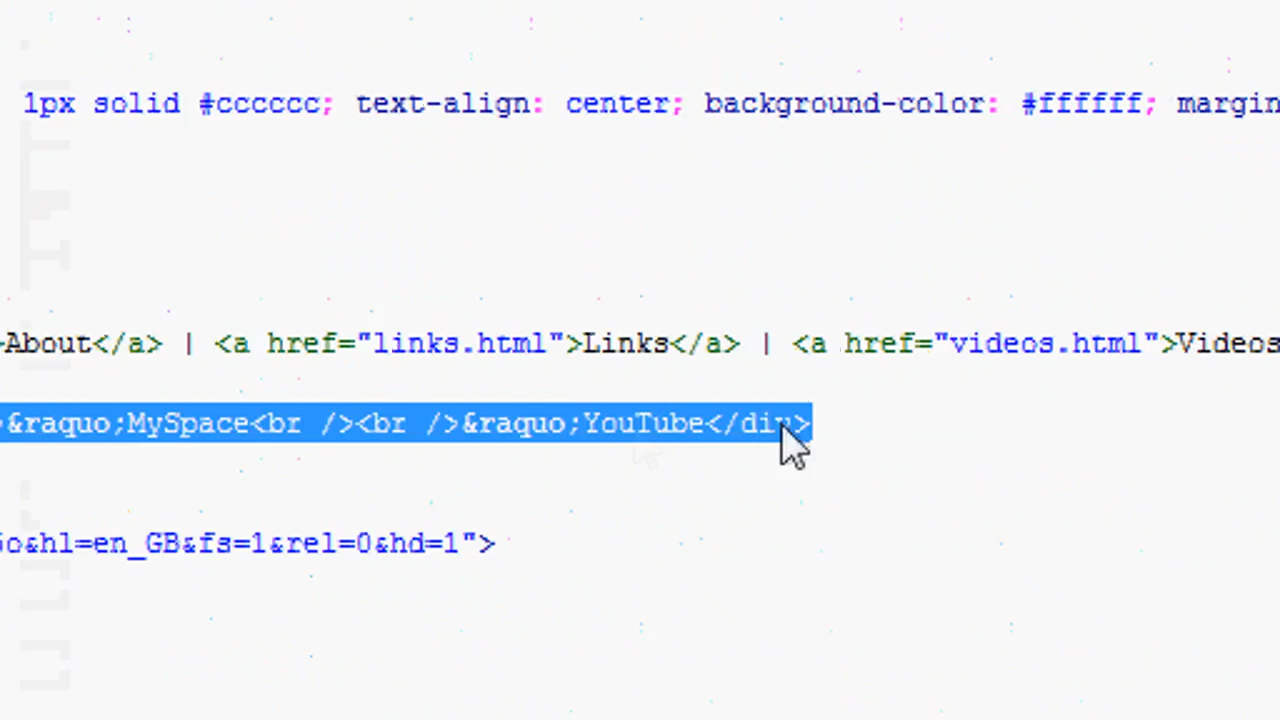 1px solid #cccccc; text-align: center; background-color: #ffffff; margin
>About</a> | <a href="links.html">Links</a> | <a href="videos.html">Videos
>&raquo;MySpace<br /><br />&raquo;YouTube</div>
o&hl=en_GB&fs=1&rel=0&hd=1">